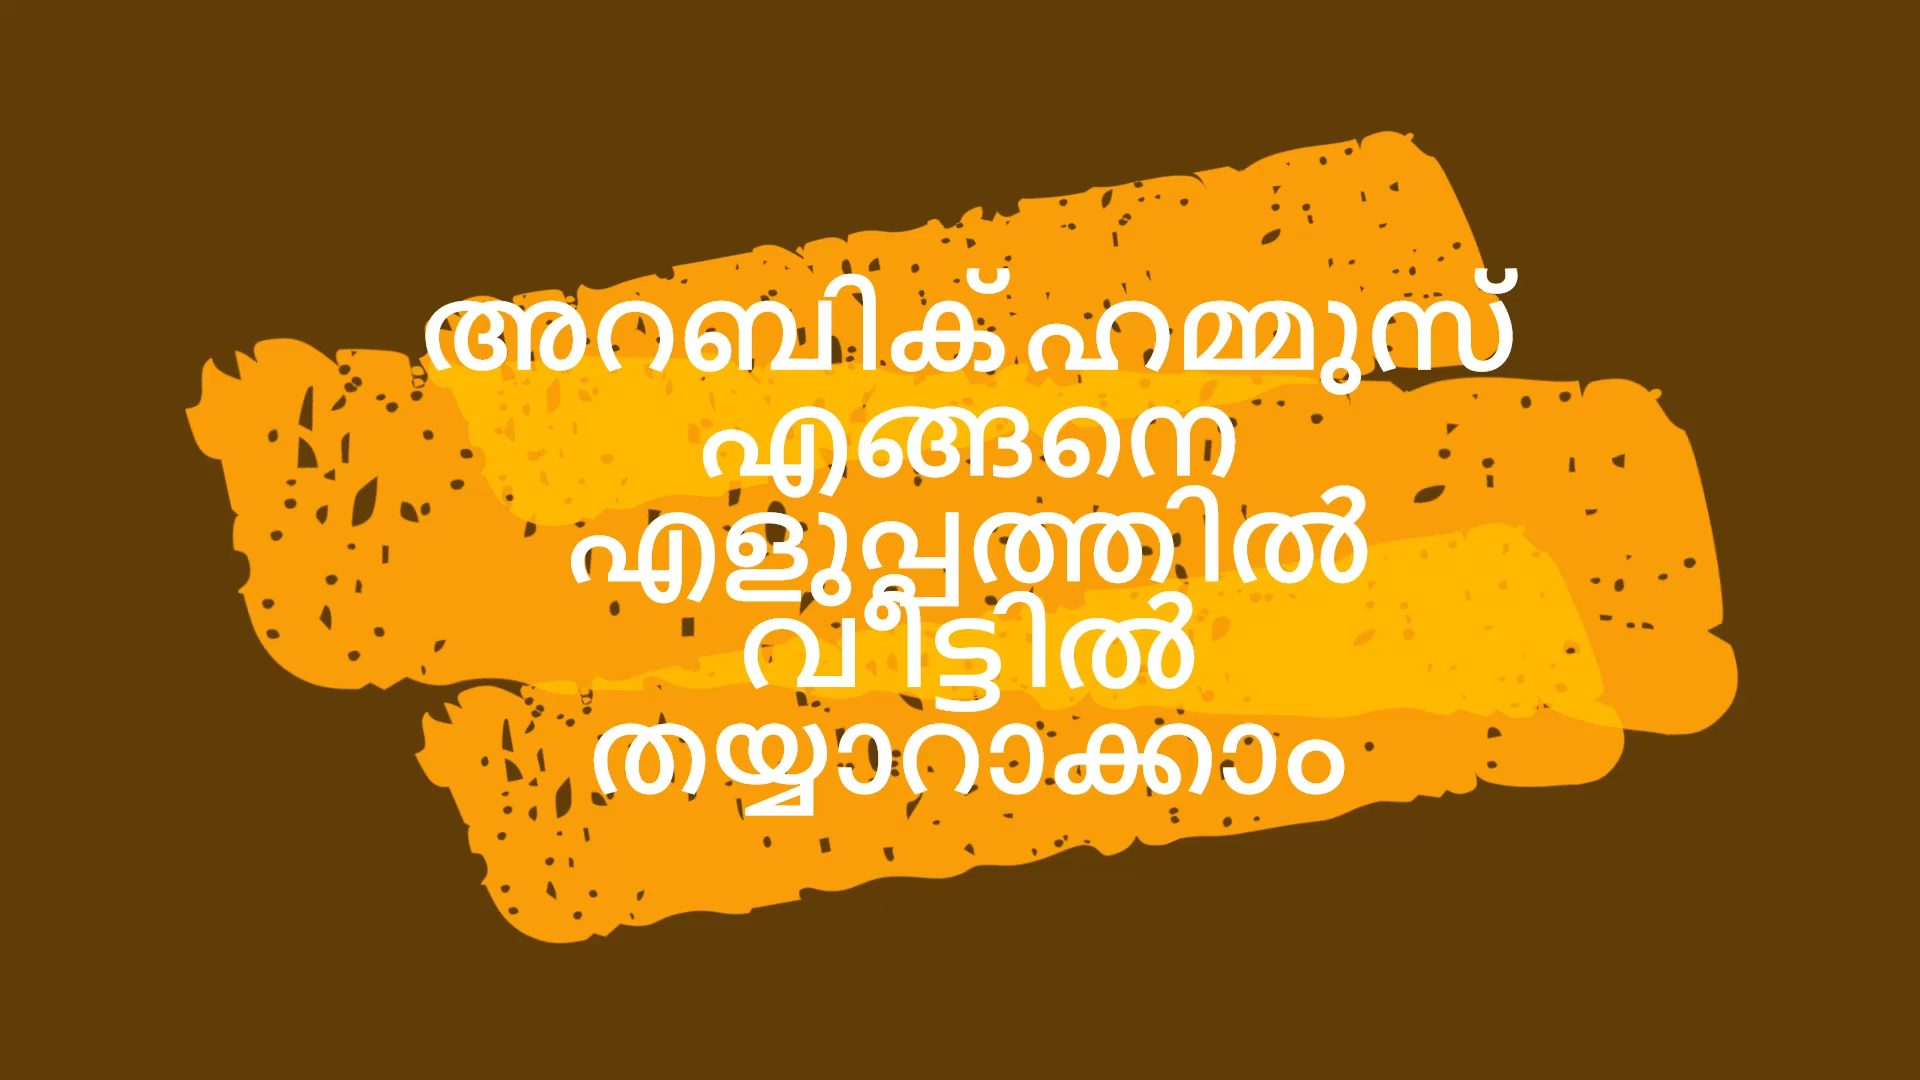 അറബിക് ഹമ്മുസ്
എങ്ങനെ
എളുപ്പത്തിൽ
വീട്ടിൽ
തയ്യാറാക്കാം